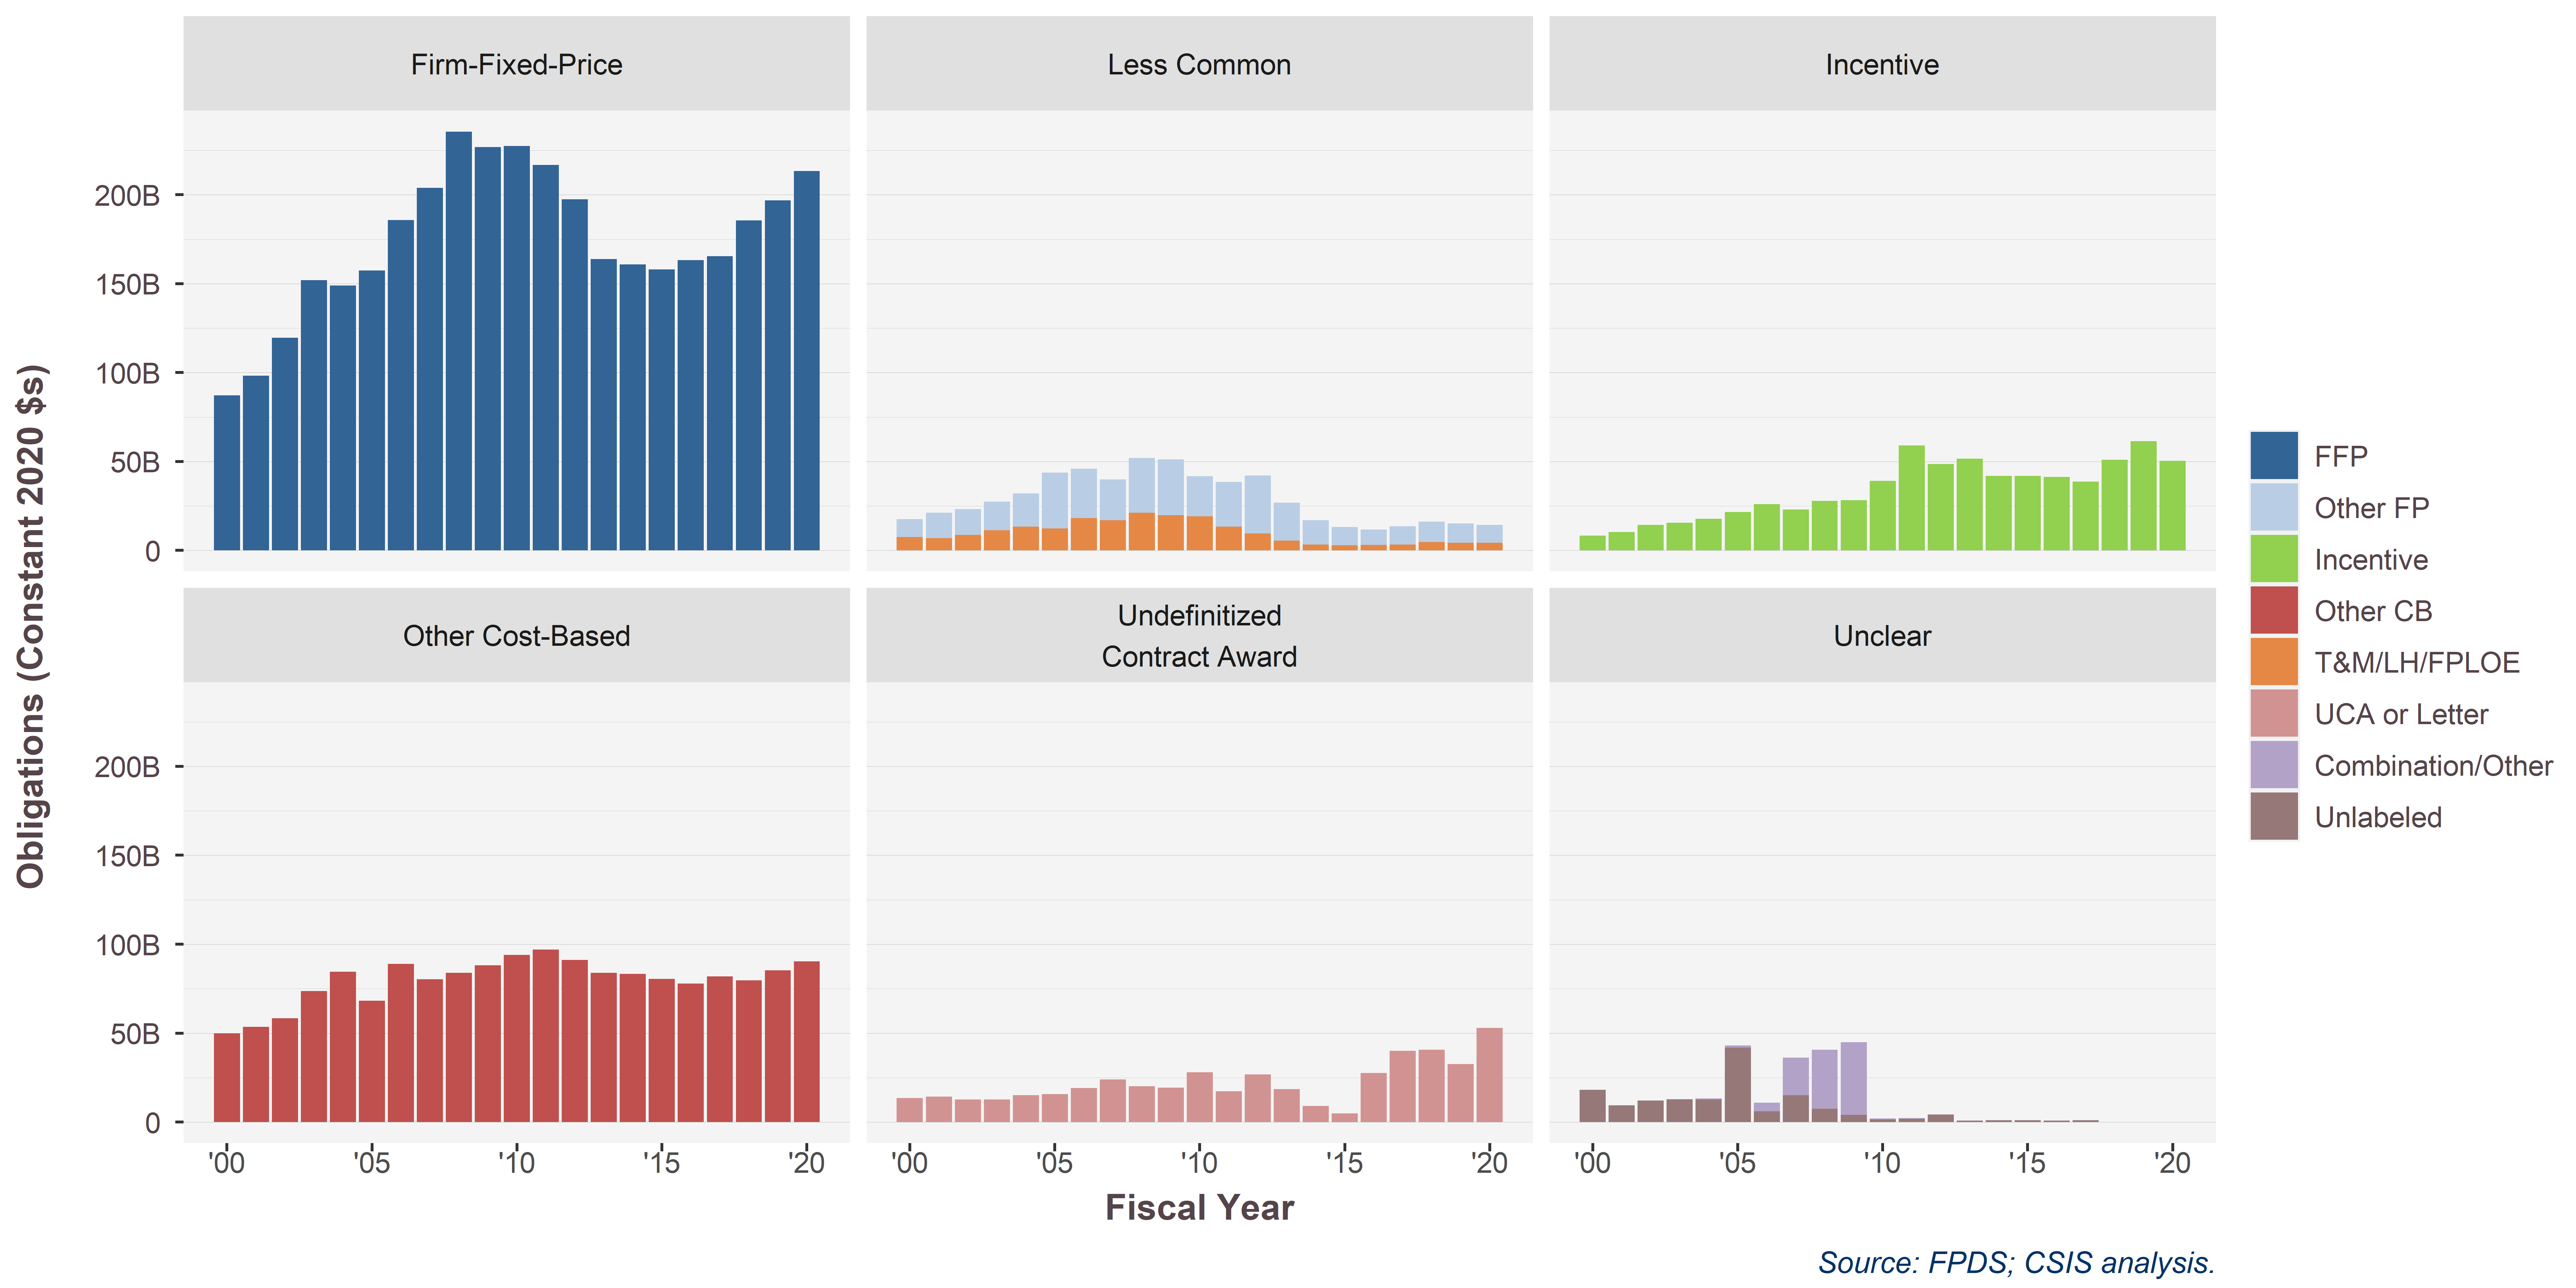 Firm-Fixed-Price
Less Common
Incentive
200B
150B
100B
50B
0
Other Cost-Based
Undefinitized
Contract Award
Unclear
200B
150B
100B
50B
0
'00
'05
'10
'15
'20
'00
'05
'10
'15
'20
'00
'05
'10
'15
'20
Obligations (Constant 2020 $s)
Fiscal Year
FFP
Other FP
Incentive
Other CB
T&M/LH/FPLOE
UCA or Letter
Combination/Other
Unlabeled
Source: FPDS; CSIS analysis.